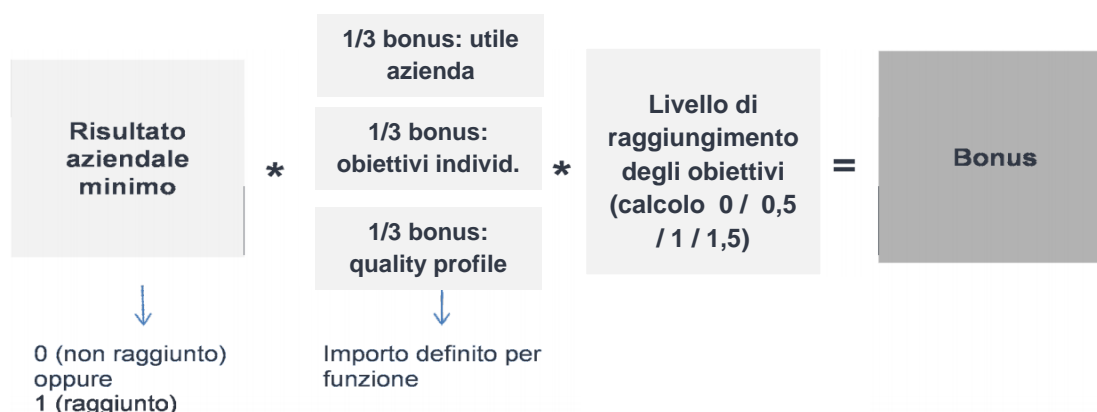 Risultato
aziendale
minimo
*
1/3 bonus: utile
azienda
1/3 bonus:
obiettivi individ.
1/3 bonus:
quality profile
*
Livello di
raggiungimento
degli obiettivi
(calcolo 0 / 0,5
/ 1 / 1,5)
=
Bonus
0 (non raggiunto)
oppure
1 (raggiunto)
Importo definito per
funzione